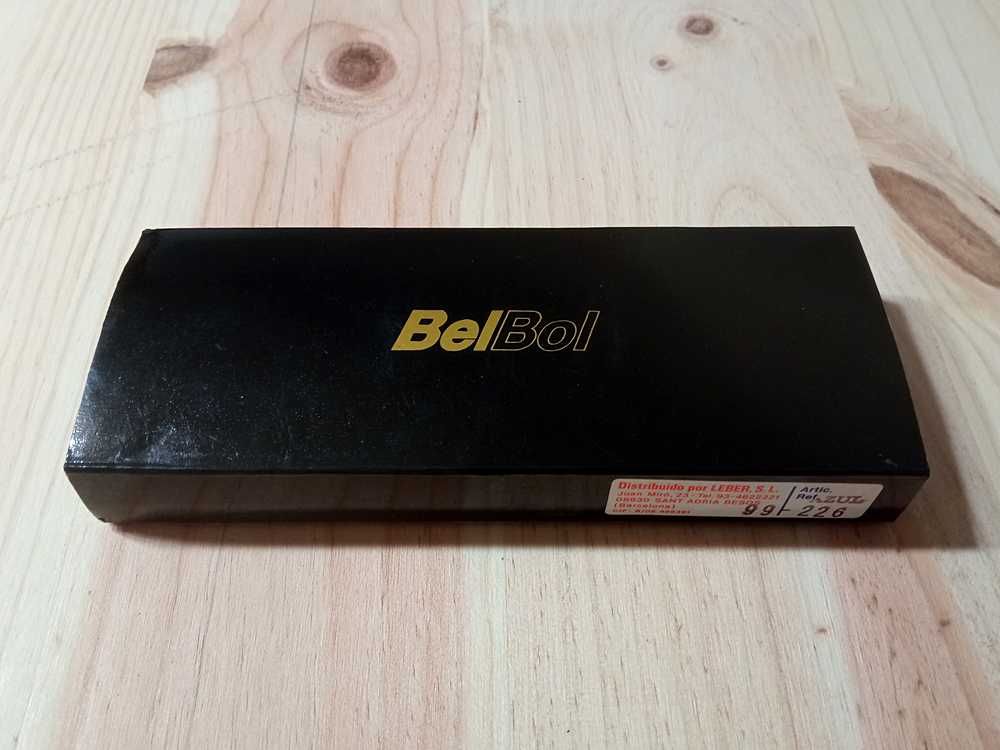 BelBol
Distribuido por LEBER, S. L.
Juan Miró, 23 - Tel. 93-4622221
08930 SANT ADRIA BESOS
(Barcelona)
Artic.
Ref. AZUL
99-226